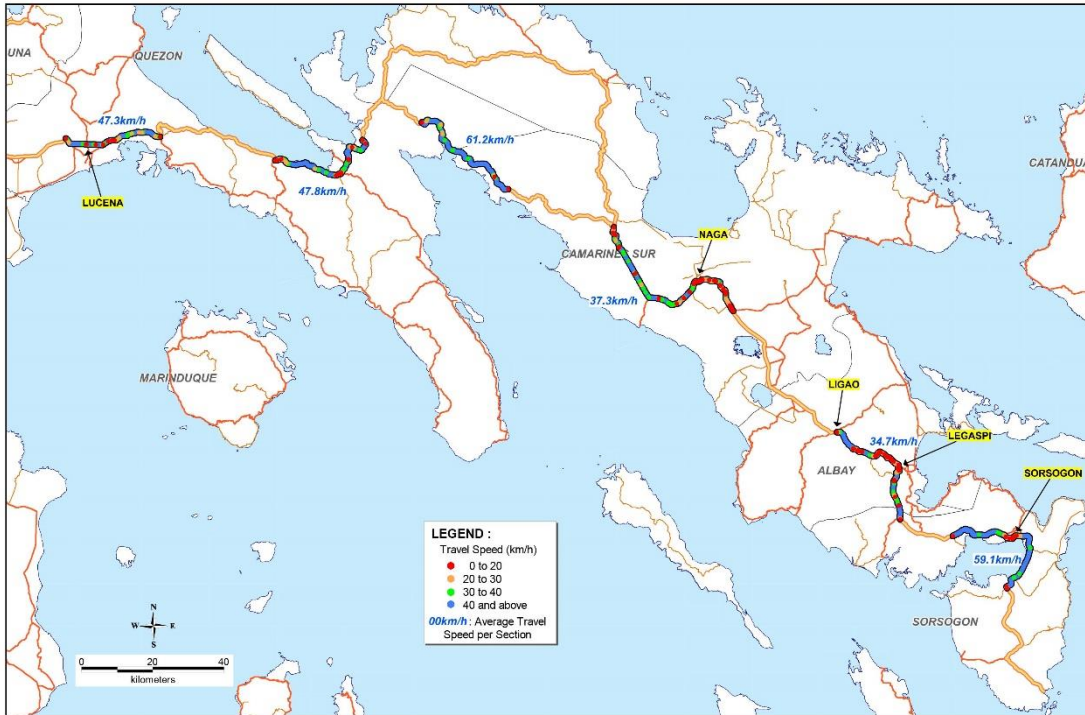 UNA
QUEZON
47.3km/h
LUCENA
47.8km/h
61.2km/h
CATANDUA
NAGA
CAMARINES SUR
37.3km/h
MARINDUQUE
LIGAO
34.7km/h
LEGASPI
ALBAY
SORSOGON
59.1km/h
SORSOGON
LEGEND :
Travel Speed (km/h)
0 to 20
20 to 30
30 to 40
40 and above
00km/h : Average Travel
Speed per Section
N
W E
S
0 20 40
kilometers